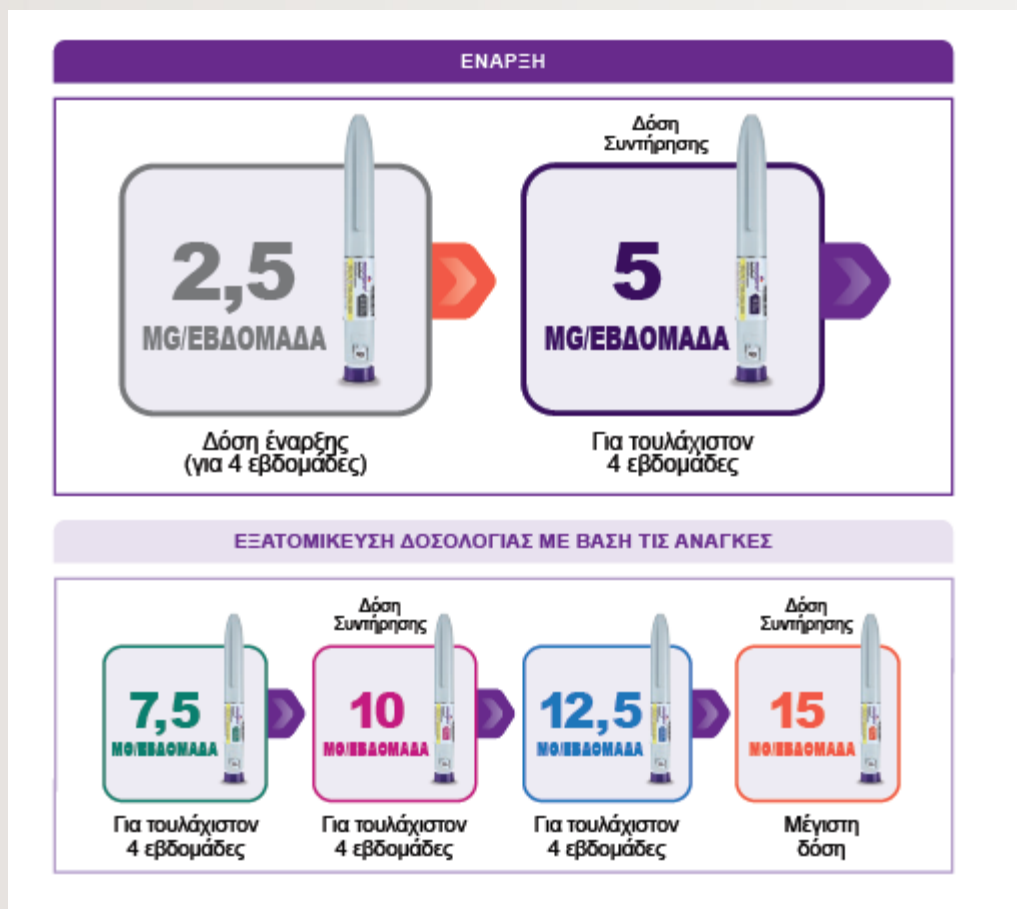 ΕΝΑΡΞΗ
Δόση
Συντήρησης
2,5
MG/ΕΒΔΟΜΑΔΑ
5
MG/ΕΒΔΟΜΑΔΑ
Δόση έναρξης
(για 4 εβδομάδες)
Για τουλάχιστον
4 εβδομάδες
ΕΞΑΤΟΜΙΚΕΥΣΗ ΔΟΣΟΛΟΓΙΑΣ ΜΕ ΒΑΣΗ ΤΙΣ ΑΝΑΓΚΕΣ
Δόση
Συντήρησης
Δόση
Συντήρησης
7,5
MG/ΕΒΔΟΜΑΔΑ
10
MG/ΕΒΔΟΜΑΔΑ
12,5
MG/ΕΒΔΟΜΑΔΑ
15
MG/ΕΒΔΟΜΑΔΑ
Για τουλάχιστον
4 εβδομάδες
Για τουλάχιστον
4 εβδομάδες
Για τουλάχιστον
4 εβδομάδες
Μέγιστη
δόση